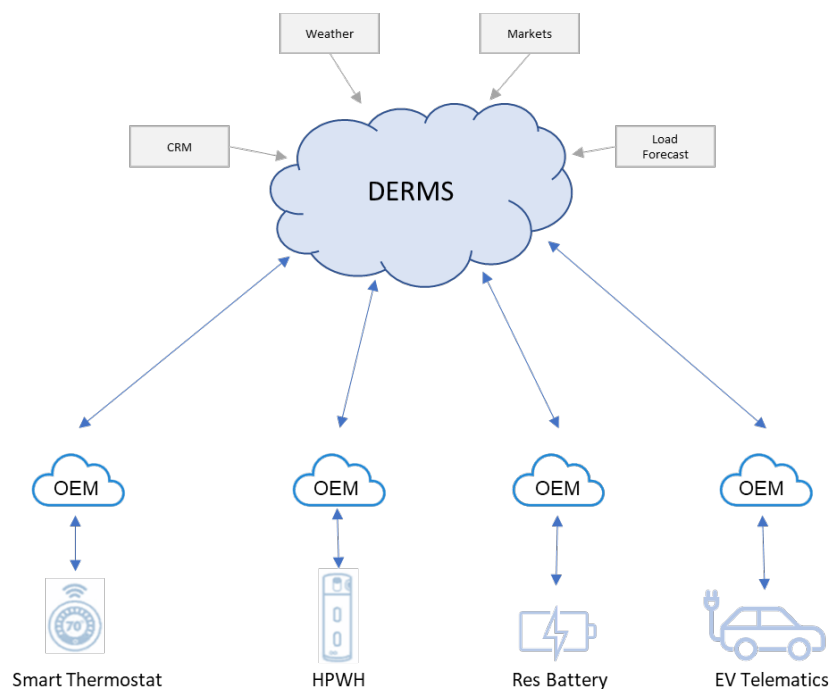 Weather
Markets
CRM
Load
Forecast
DERMS
OEM
OEM
OEM
OEM
70°
Smart Thermostat
HPWH
Res Battery
EV Telematics